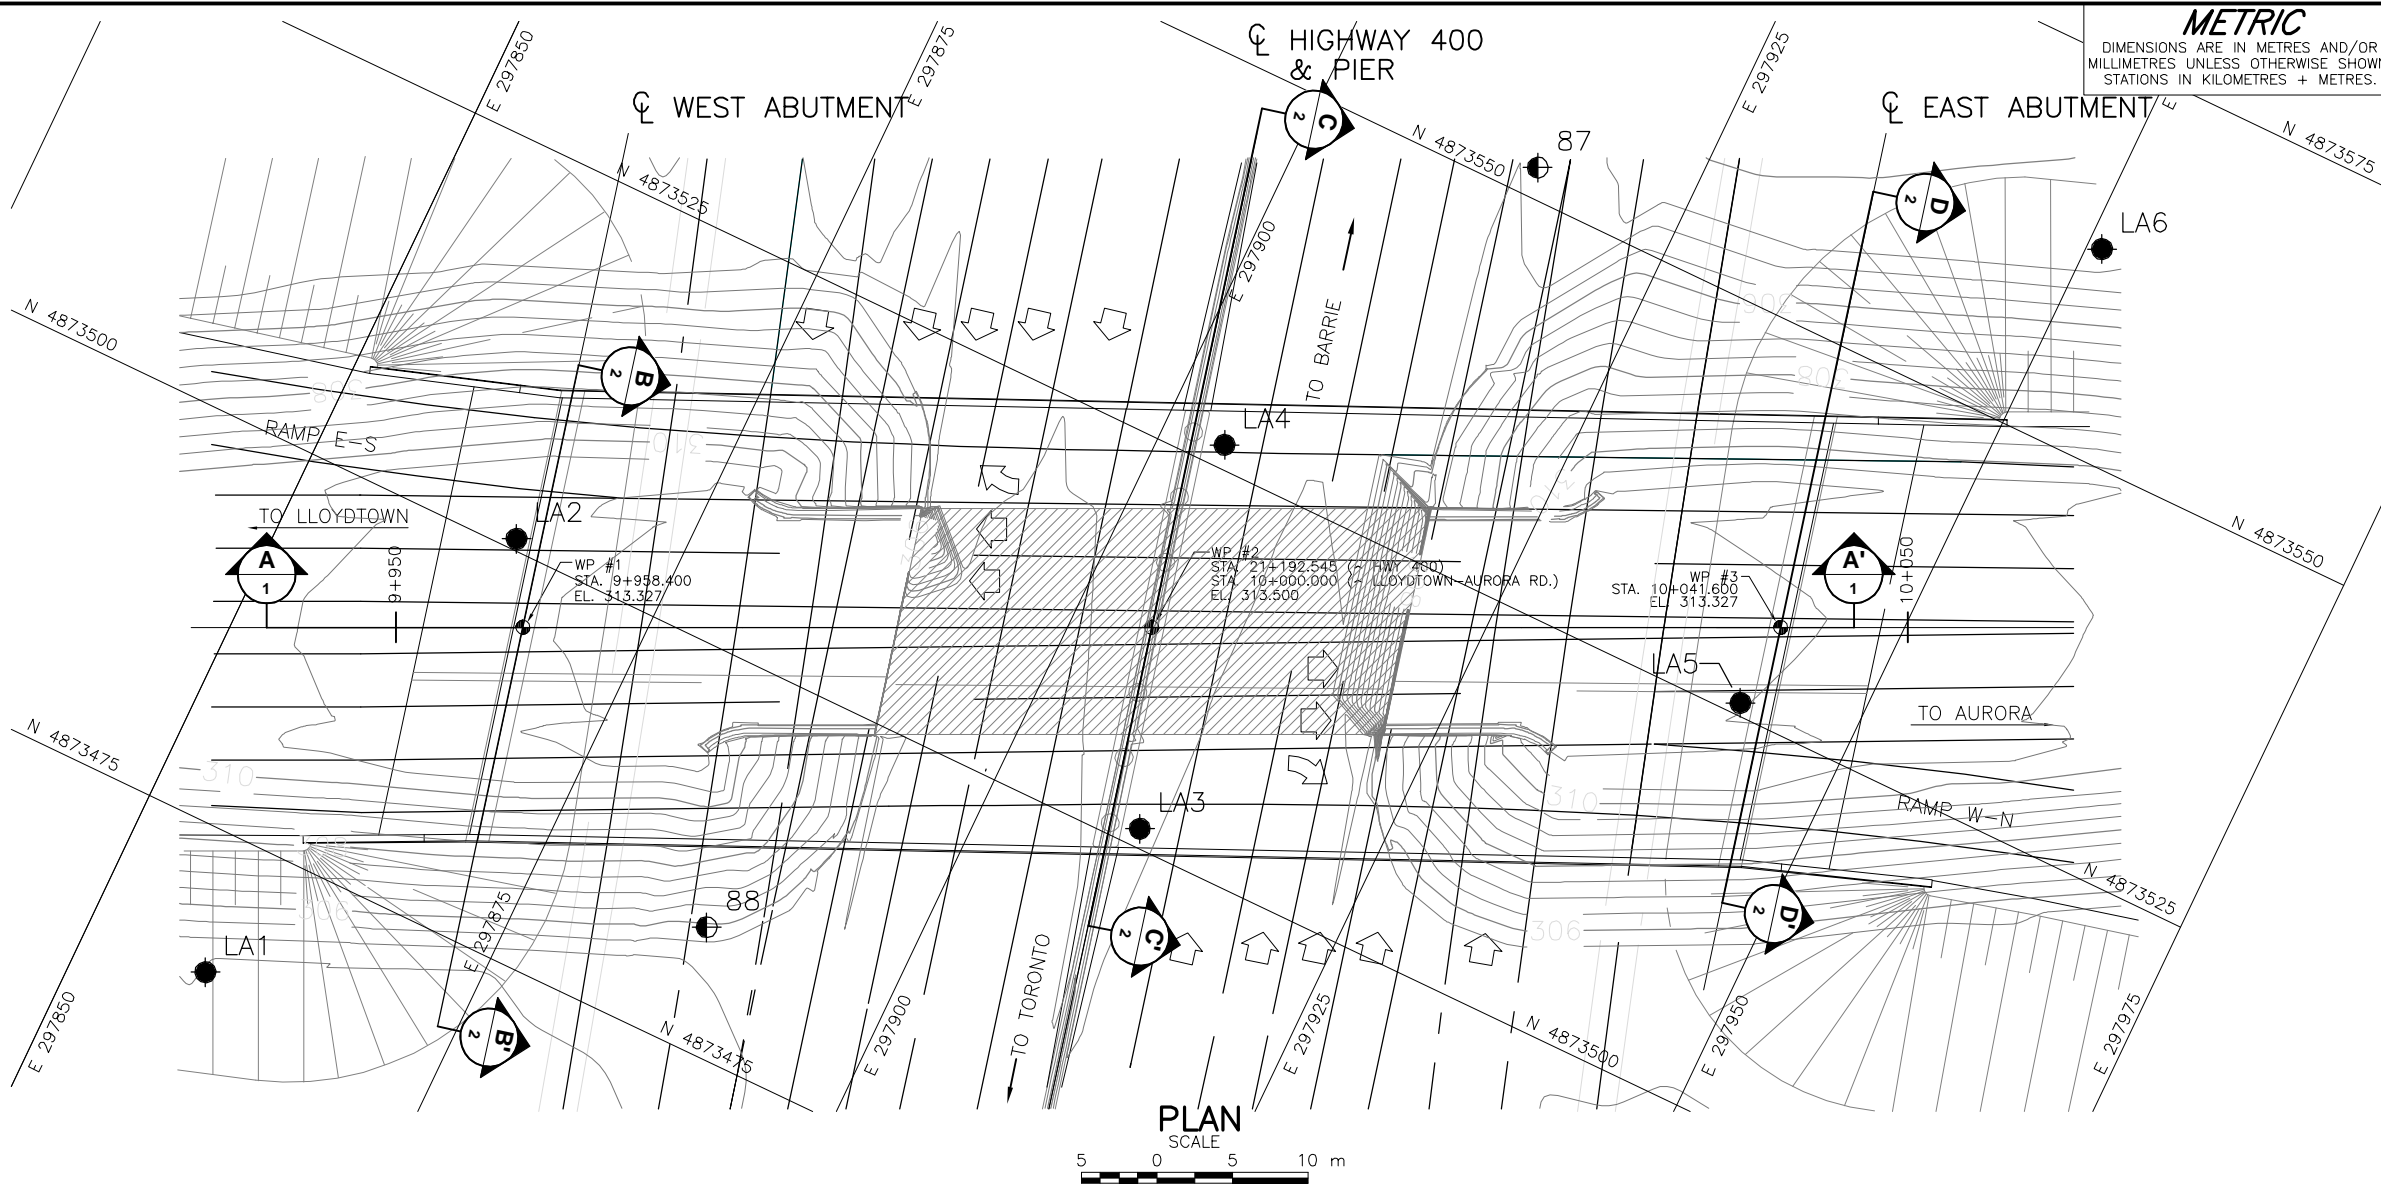 METRIC
DIMENSIONS ARE IN METRES AND/OR
MILLIMETRES UNLESS OTHERWISE SHOWN
STATIONS IN KILOMETRES + METRES.
℄ HIGHWAY 400
& PIER
℄ WEST ABUTMENT
℄ EAST ABUTMENT
E 297850
E 297875
E 297925
E
N 4873525
N 4873550
N 4873575
87
C
2
D
2
LA6
E 297900
N 4873500
TO BARRIE
306
308
308
B
2
LA4
RAMP E-S
310
310
TO LLOYDTOWN
LA2
N 4873550
A
1
9+950
WP #1
STA. 9+958.400
EL. 313.327
WP #2
STA. 21+192.545 (~ HWY 400)
STA. 10+000.000 (~ LLOYDTOWN-AURORA RD.)
EL. 313.500
WP #3
STA. 10+041.600
EL. 313.327
A'
1
10+050
LA5
TO AURORA
N 4873475
310
310
LA3
RAMP W-N
308
N 4873525
88
306
306
D'
2
C'
2
LA1
E 297875
E 297850
B'
2
N 4873475
E 297900
TO TORONTO
E 297925
N 4873500
E 297950
E 297975
PLAN
SCALE
5 0 5 10 m